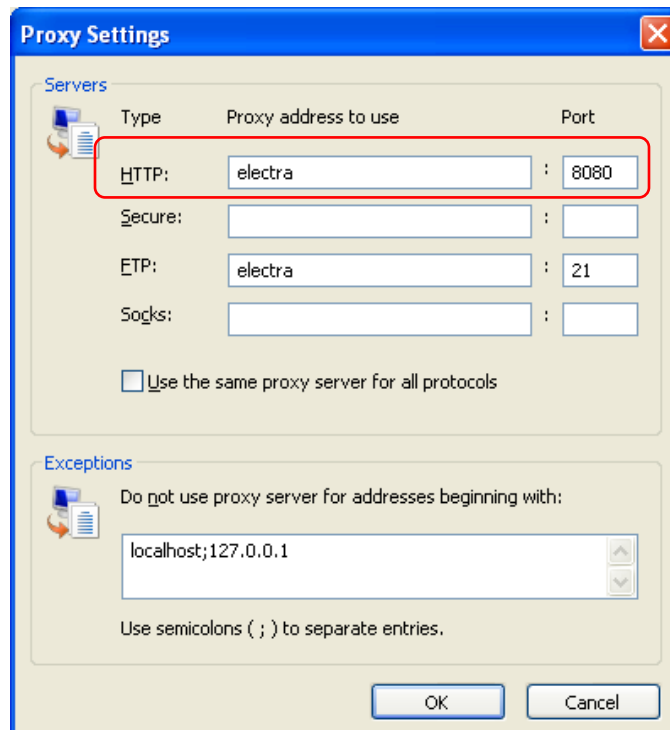 Proxy Settings
Servers
Type Proxy address to use Port
HTTP: electra : 8080
Secure: :
FTP: electra : 21
Socks: :
Use the same proxy server for all protocols
Exceptions
Do not use proxy server for addresses beginning with:
localhost;127.0.0.1
Use semicolons ( ; ) to separate entries.
OK Cancel